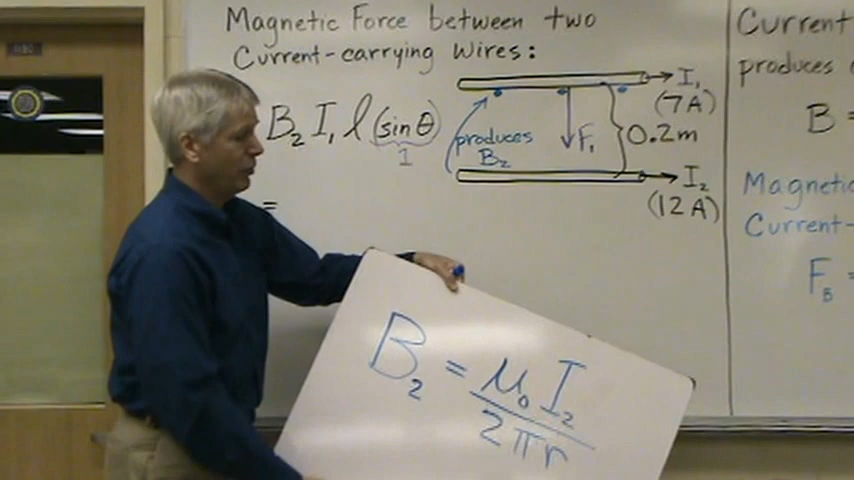 Magnetic Force between two
Current-carrying Wires:
B₂ I₁ l (sin θ)
1
=
produces
B₂
F₁
0.2m
I₁
(7A)
I₂
(12A)
Current
produces
B =
Magnetic
Current-
F_B =
B₂ = μ₀ I₂
2πr